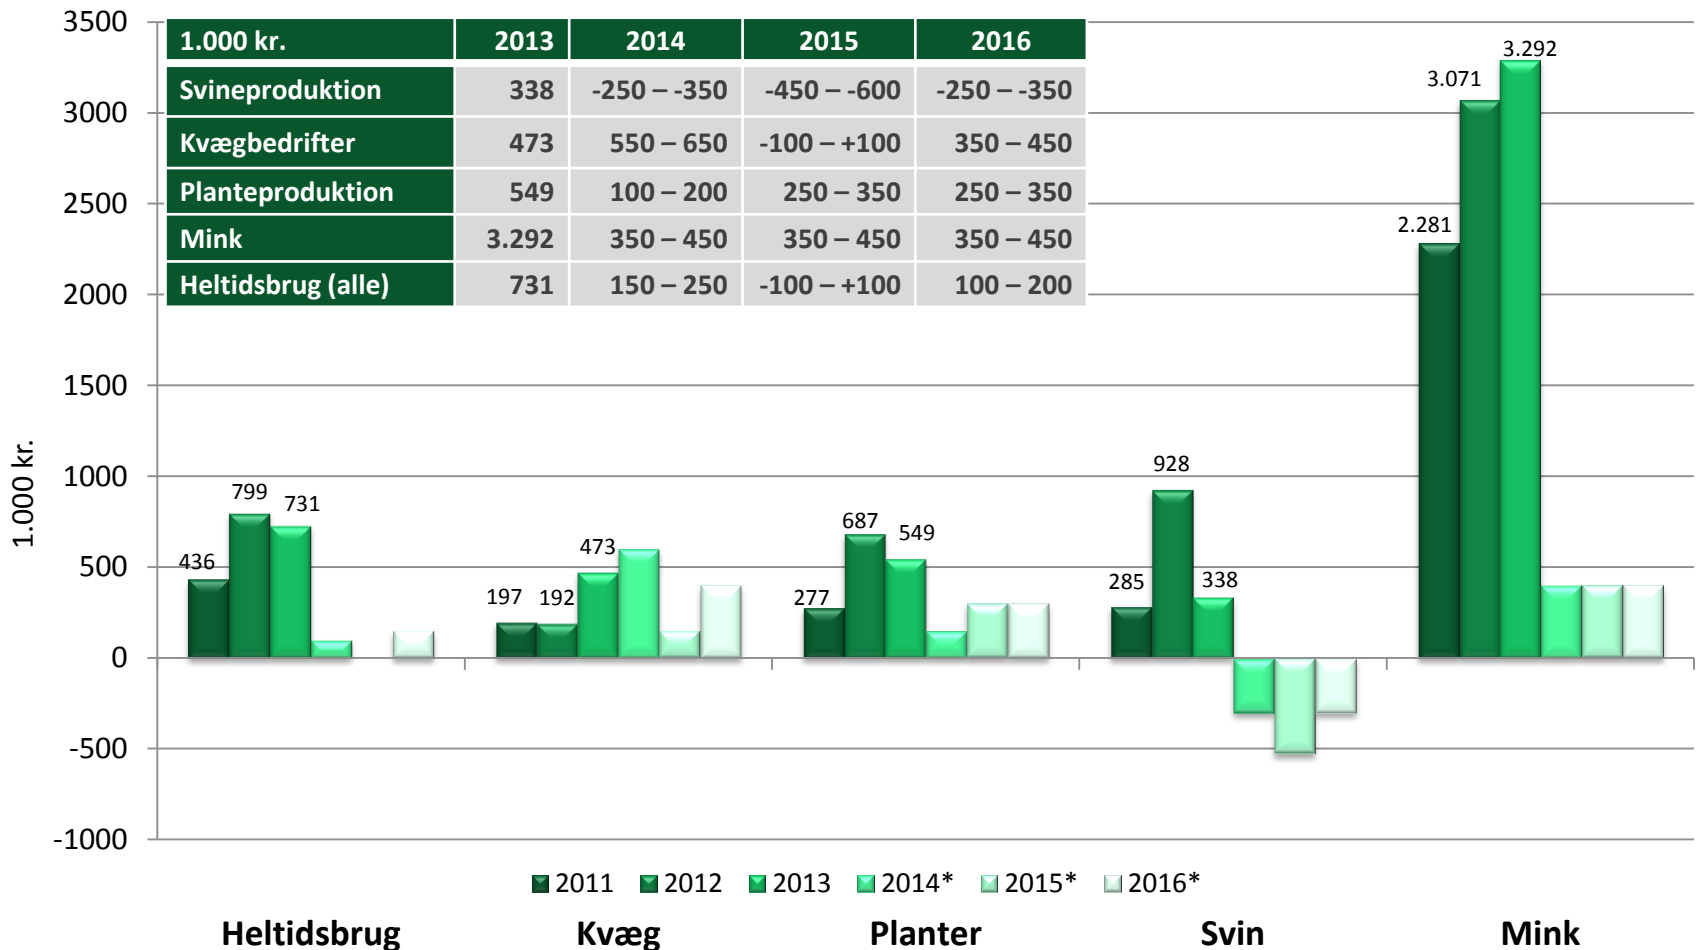 1.000 kr. 2013 2014 2015 2016
Svineproduktion 338 -250 – -350 -450 – -600 -250 – -350
Kvægbedrifter 473 550 – 650 -100 – +100 350 – 450
Planteproduktion 549 100 – 200 250 – 350 250 – 350
Mink 3.292 350 – 450 350 – 450 350 – 450
Heltidsbrug (alle) 731 150 – 250 -100 – +100 100 – 200
3500
3000
2500
2000
1500
1000
500
0
-500
-1000
1.000 kr.
436
799
731
197
192
473
277
687
549
285
928
338
2.281
3.071
3.292
2011 2012 2013 2014* 2015* 2016*
Heltidsbrug Kvæg Planter Svin Mink